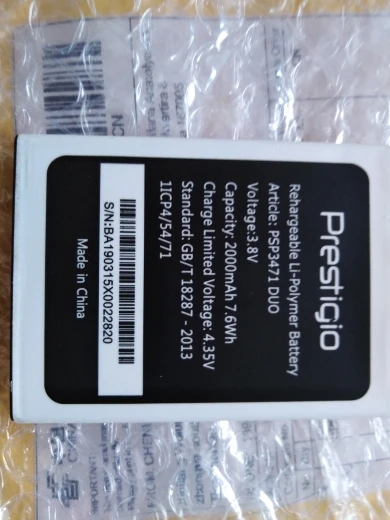 Prestigio
Rehargeable Li-Polymer Battery
Article: PSP3471 DUO
Voltage:3.8V
Capacity: 2000mAh 7.6Wh
Charge Limited Voltage: 4.35V
Standard: GB/T 18287 - 2013
1ICP4/54/71
S/N:BA190315X0022820
Made in China